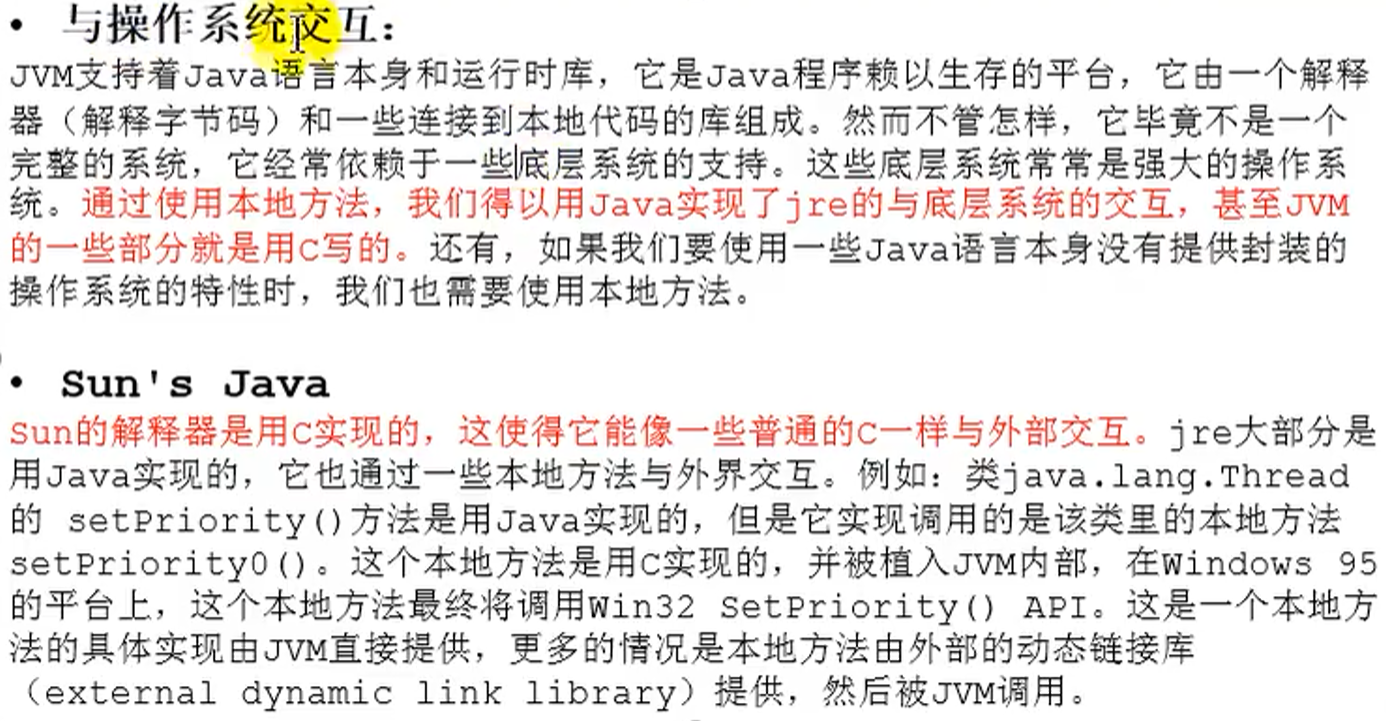 • 与操作系统交互:
JVM支持着Java语言本身和运行时库，它是Java程序赖以生存的平台，它由一个解释
器（解释字节码）和一些连接到本地代码的库组成。然而不管怎样，它毕竟不是一个
完整的系统，它经常依赖于一些底层系统的支持。这些底层系统常常是强大的操作系
统。通过使用本地方法，我们得以用Java实现了jre的与底层系统的交互，甚至JVM
的一些部分就是用C写的。还有，如果我们要使用一些Java语言本身没有提供封装的
操作系统的特性时，我们也需要使用本地方法。
• Sun's Java
Sun的解释器是用C实现的，这使得它能像一些普通的C一样与外部交互。jre大部分是
用Java实现的，它也通过一些本地方法与外界交互。例如：类java.lang.Thread
的 setPriority()方法是用Java实现的，但是它实现调用的是该类里的本地方法
setPriority0()。这个本地方法是用C实现的，并被植入JVM内部，在Windows 95
的平台上，这个本地方法最终将调用Win32 SetPriority() API。这是一个本地方
法的具体实现由JVM直接提供，更多的情况是本地方法由外部的动态链接库
（external dynamic link library）提供，然后被JVM调用。